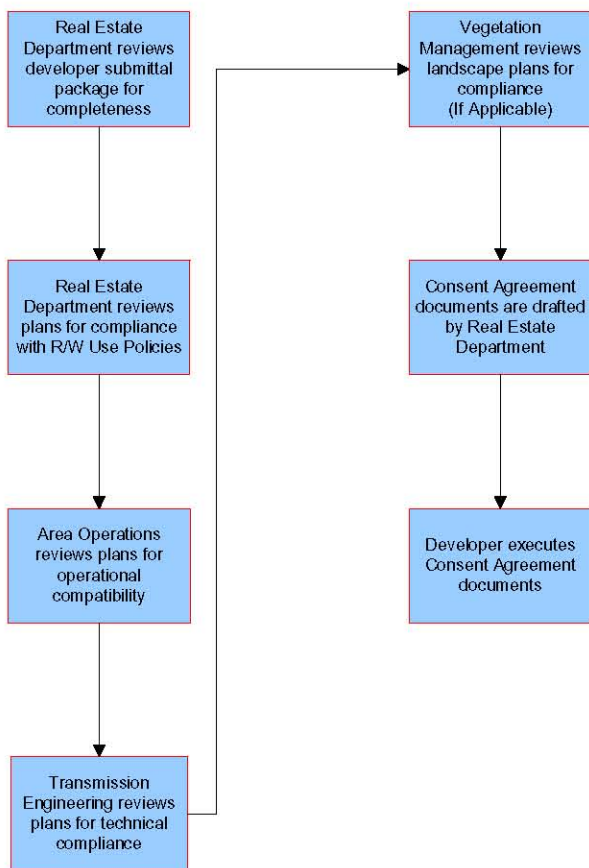 Real Estate
Department reviews
developer submittal
package for
completeness
Real Estate
Department reviews
plans for compliance
with R/W Use Policies
Area Operations
reviews plans for
operational
compatibility
Transmission
Engineering reviews
plans for technical
compliance
Vegetation
Management reviews
landscape plans for
compliance
(If Applicable)
Consent Agreement
documents are drafted
by Real Estate
Department
Developer executes
Consent Agreement
documents